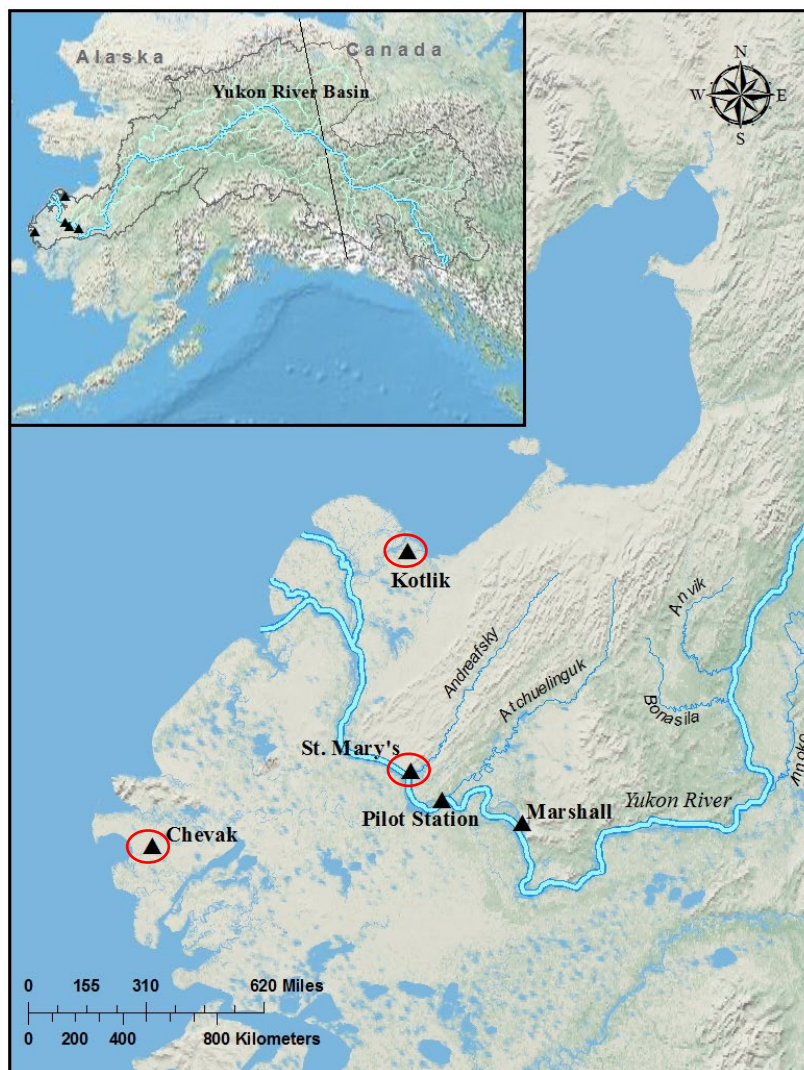 Alaska
Canada
Yukon River Basin
N
W
E
S
Kotlik
Andreafsky
Atchuelinguk
Anvik
Bonasila
Innoko
St. Mary's
Pilot Station
Marshall
Yukon River
Chevak
0 155 310 620 Miles
0 200 400 800 Kilometers